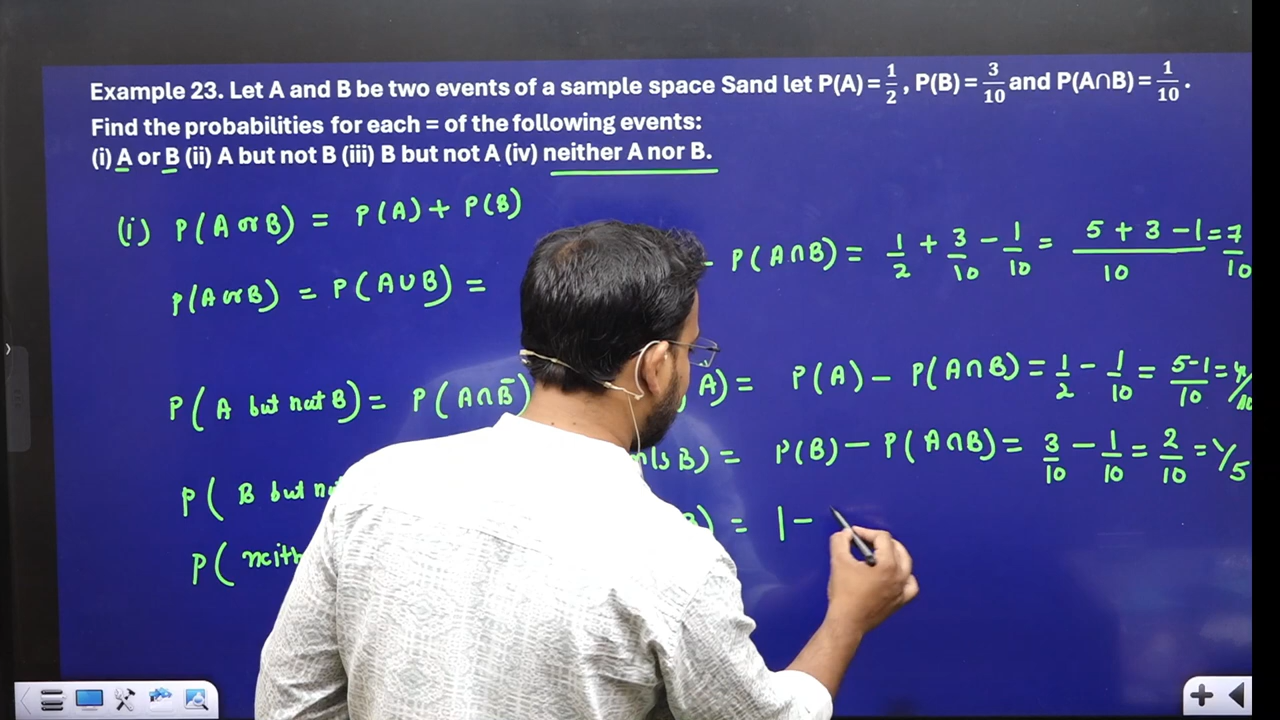 Example 23. Let A and B be two events of a sample space Sand let P(A)=1/2, P(B)=3/10 and P(A∩B)=1/10.
Find the probabilities for each = of the following events:
(i) A or B (ii) A but not B (iii) B but not A (iv) neither A nor B.
(i) P(A or B) = P(A) + P(B)
P(A or B) = P(A∪B) = - P(A∩B) = 1/2 + 3/10 - 1/10 = (5+3-1)/10 = 7/10
P(A but not B) = P(A∩B̄) A) = P(A) - P(A∩B) = 1/2 - 1/10 = (5-1)/10 = 4/10
P( B but B) = P(B) - P(A∩B) = 3/10 - 1/10 = 2/10 = 1/5
P( B) = 1 -